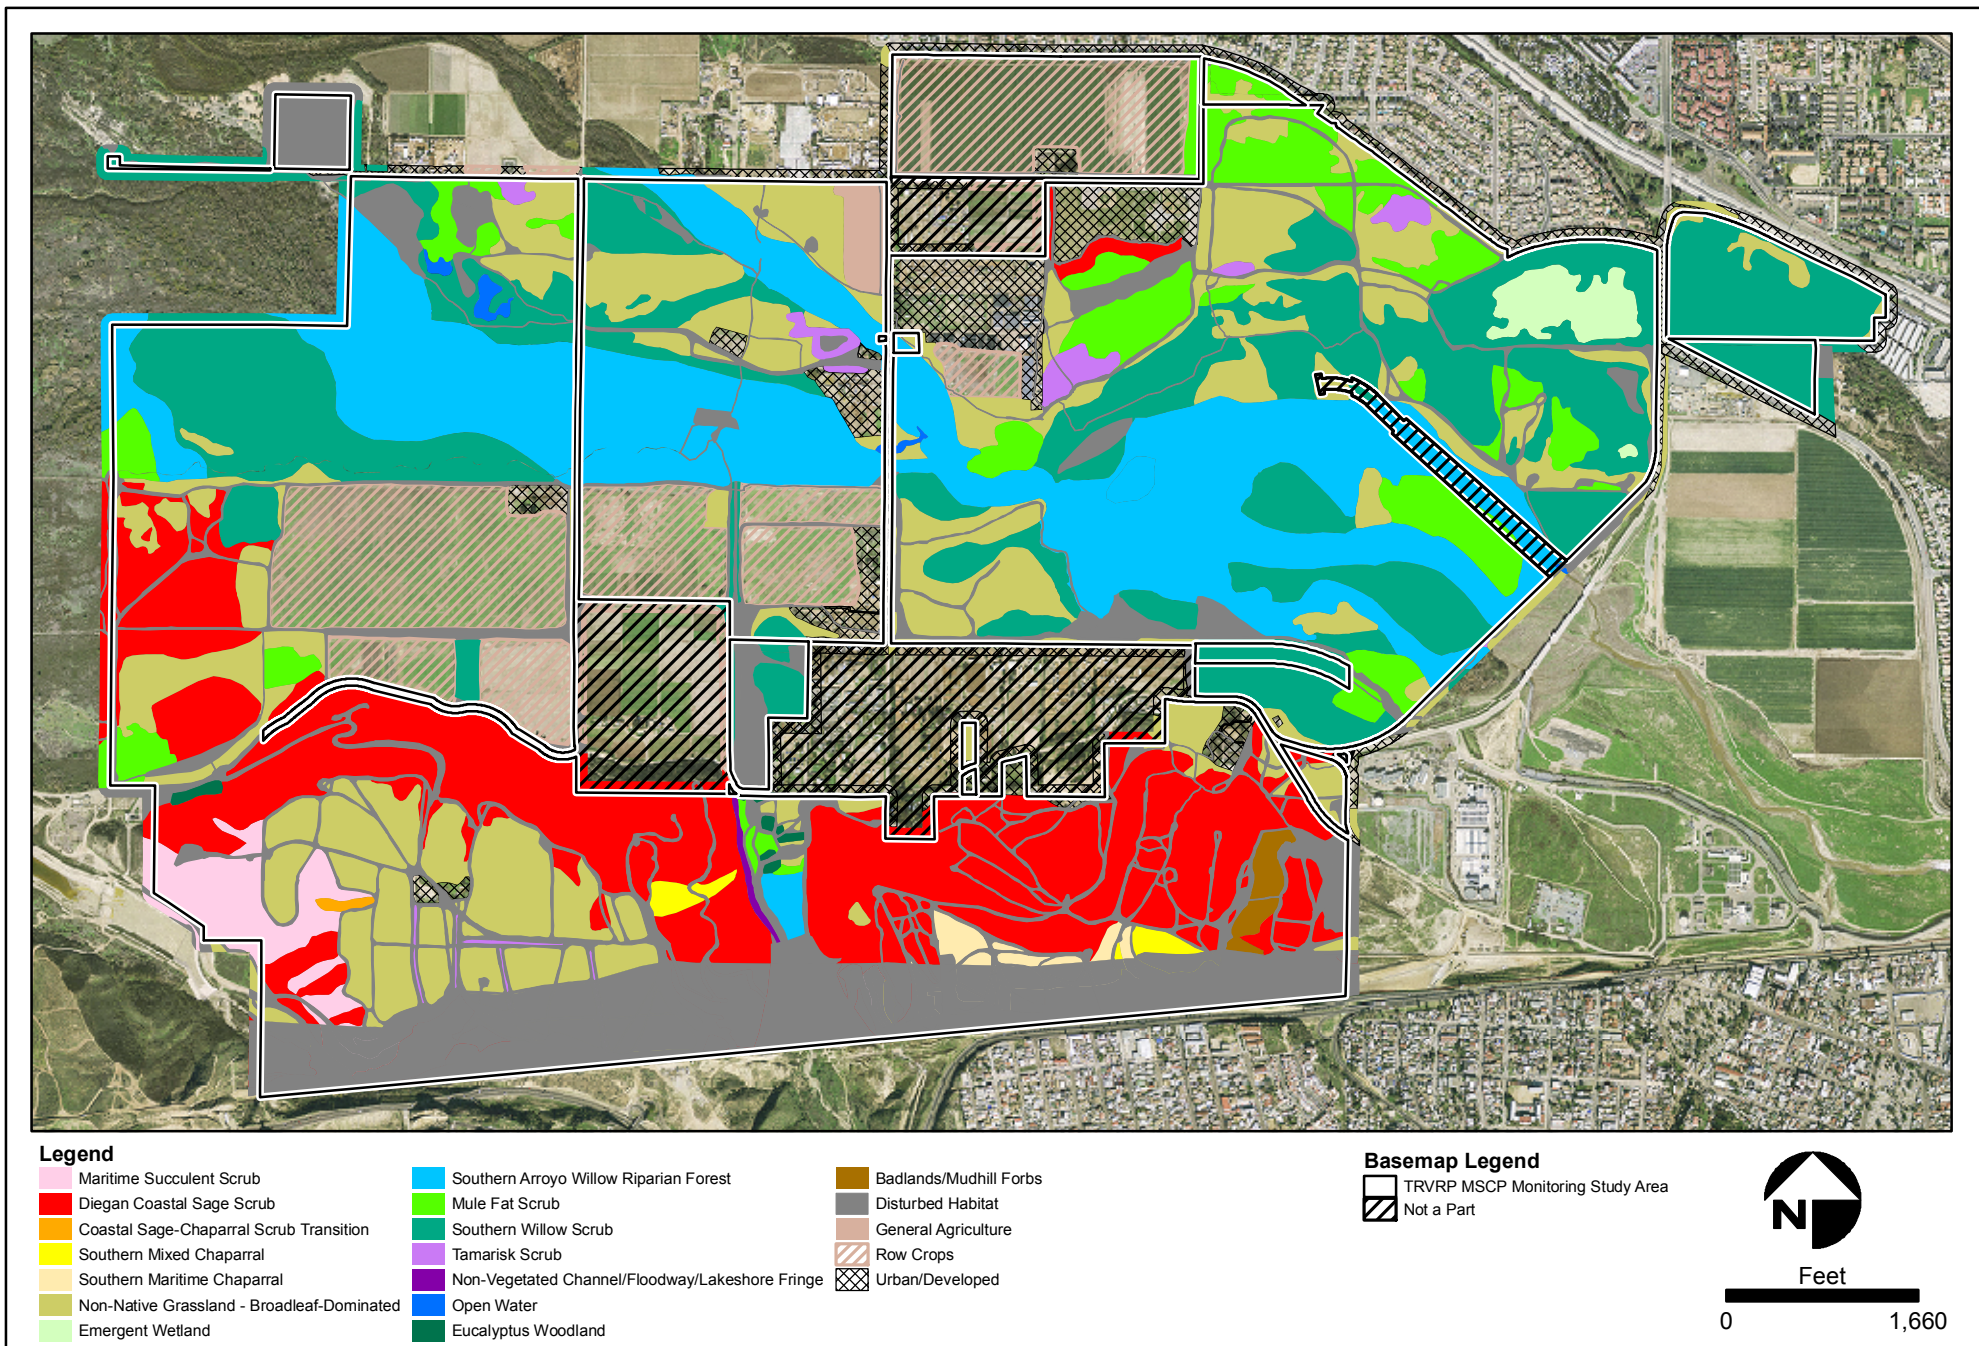 Legend
Maritime Succulent Scrub
Diegan Coastal Sage Scrub
Coastal Sage-Chaparral Scrub Transition
Southern Mixed Chaparral
Southern Maritime Chaparral
Non-Native Grassland - Broadleaf-Dominated
Emergent Wetland
Southern Arroyo Willow Riparian Forest
Mule Fat Scrub
Southern Willow Scrub
Tamarisk Scrub
Non-Vegetated Channel/Floodway/Lakeshore Fringe
Open Water
Eucalyptus Woodland
Badlands/Mudhill Forbs
Disturbed Habitat
General Agriculture
Row Crops
Urban/Developed
Basemap Legend
TRVRP MSCP Monitoring Study Area
Not a Part
N
Feet
0 1,660